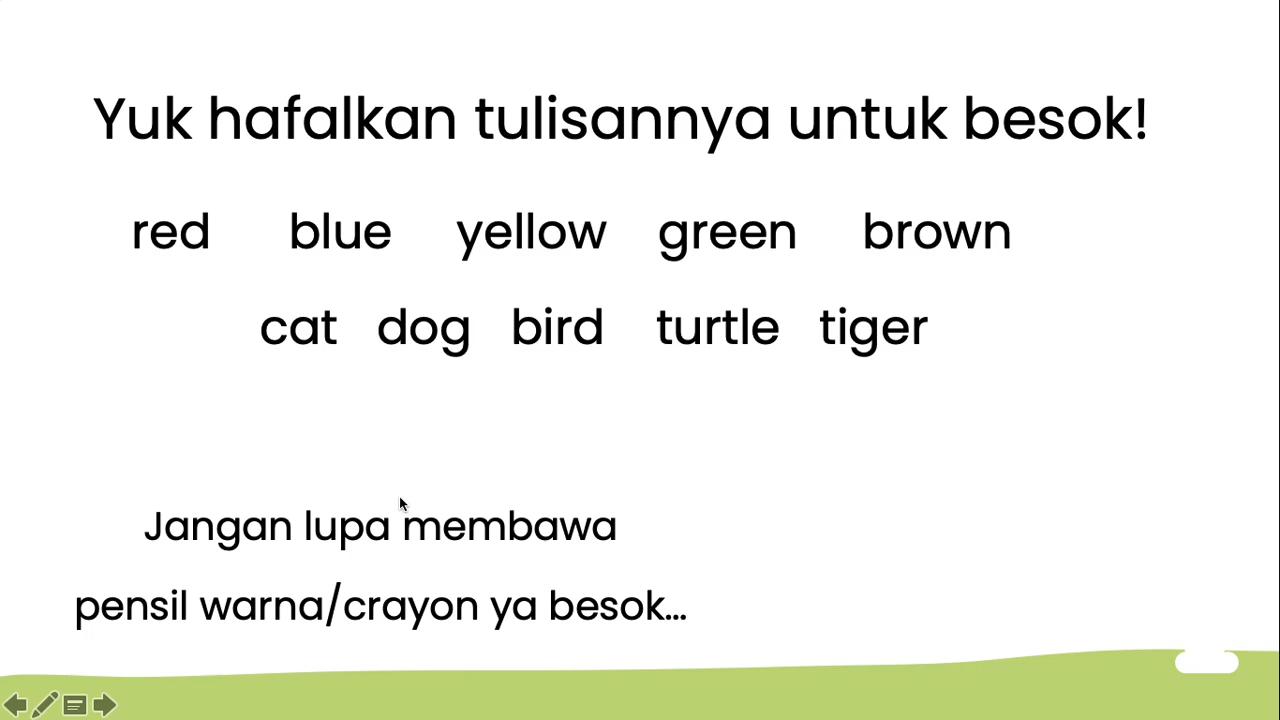 Yuk hafalkan tulisannya untuk besok!
red blue yellow green brown
cat dog bird turtle tiger
Jangan lupa membawa
pensil warna/crayon ya besok...